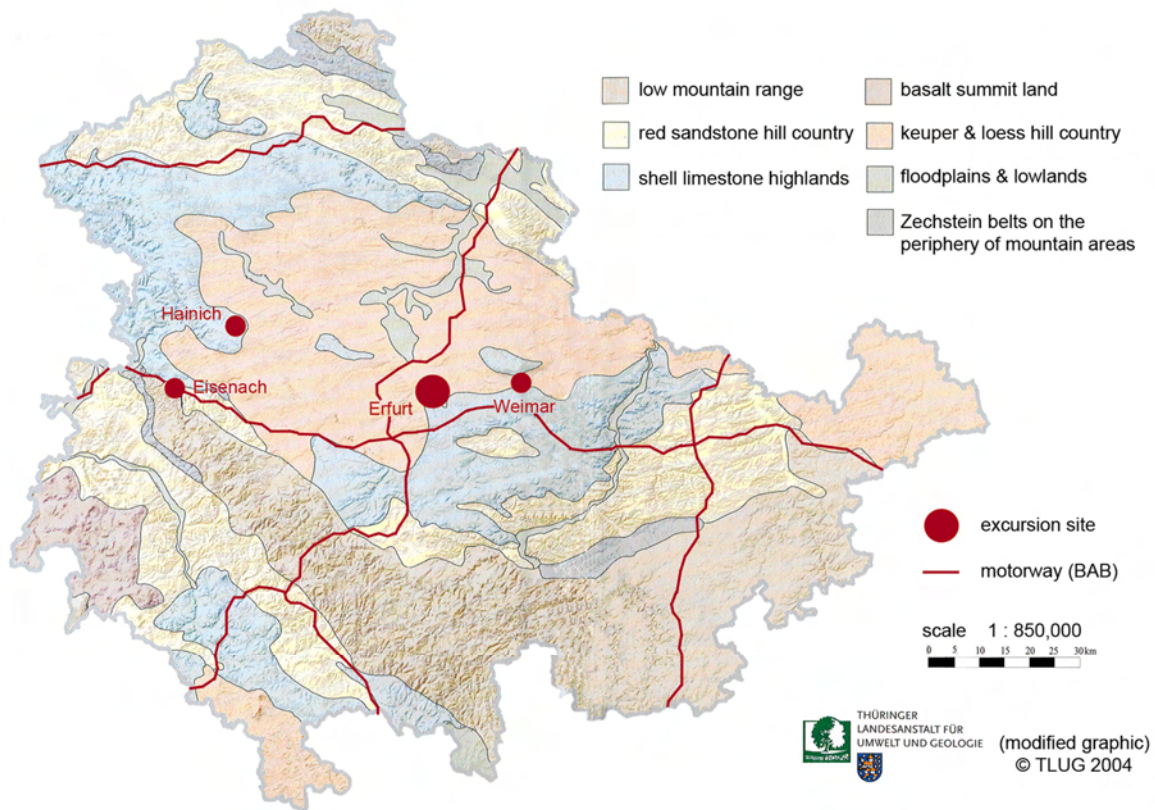 low mountain range
red sandstone hill country
shell limestone highlands
basalt summit land
keuper & loess hill country
floodplains & lowlands
Zechstein belts on the
periphery of mountain areas
Hainich
Eisenach
Erfurt
Weimar
excursion site
motorway (BAB)
scale 1 : 850,000
0 5 10 15 20 25 30km
THÜRINGER
LANDESANSTALT FÜR
UMWELT UND GEOLOGIE
(modified graphic)
© TLUG 2004